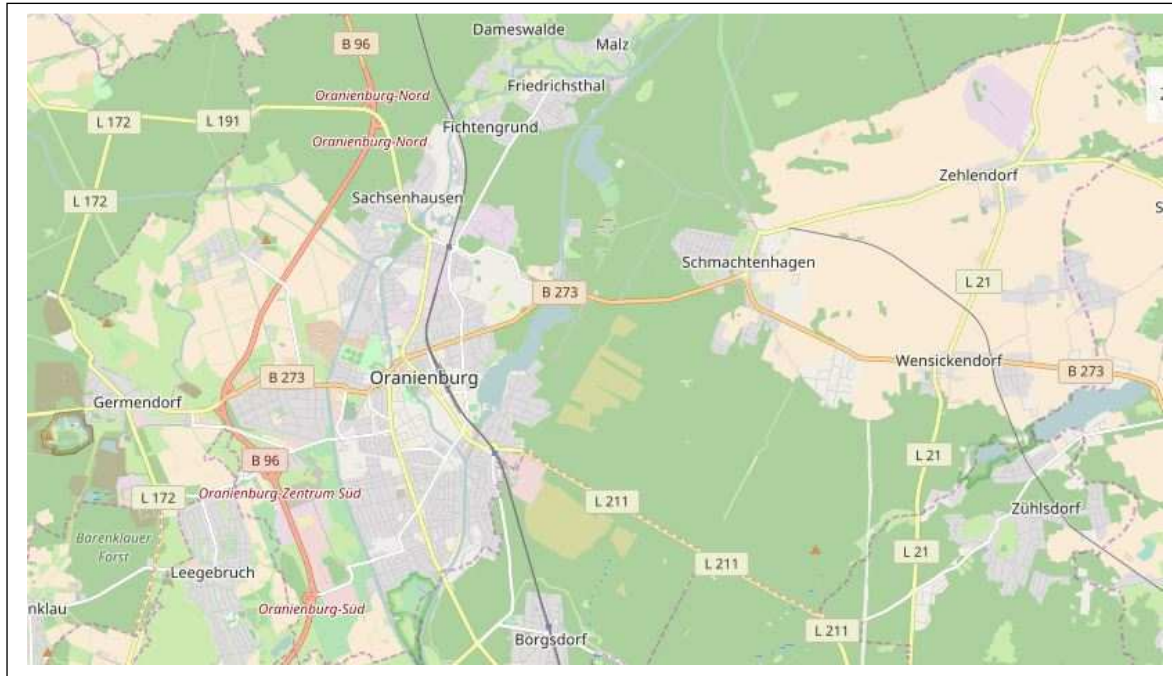 Dameswalde
B 96
Malz
Friedrichsthal
Oranienburg-Nord
L 172
L 191
Fichtengrund
Oranienburg-Nord
Zehlendorf
L 172
Sachsenhausen
S
Schmachtenhagen
L 21
B 273
Wensickendorf
B 273
Oranienburg
B 273
Germendorf
L 21
B 96
Oranienburg-Zentrum Süd
L 172
L 211
Zühlsdorf
Bärenklauer
Forst
L 21
L 211
Leegebruch
nklau
Oranienburg-Süd
L 211
Borgsdorf